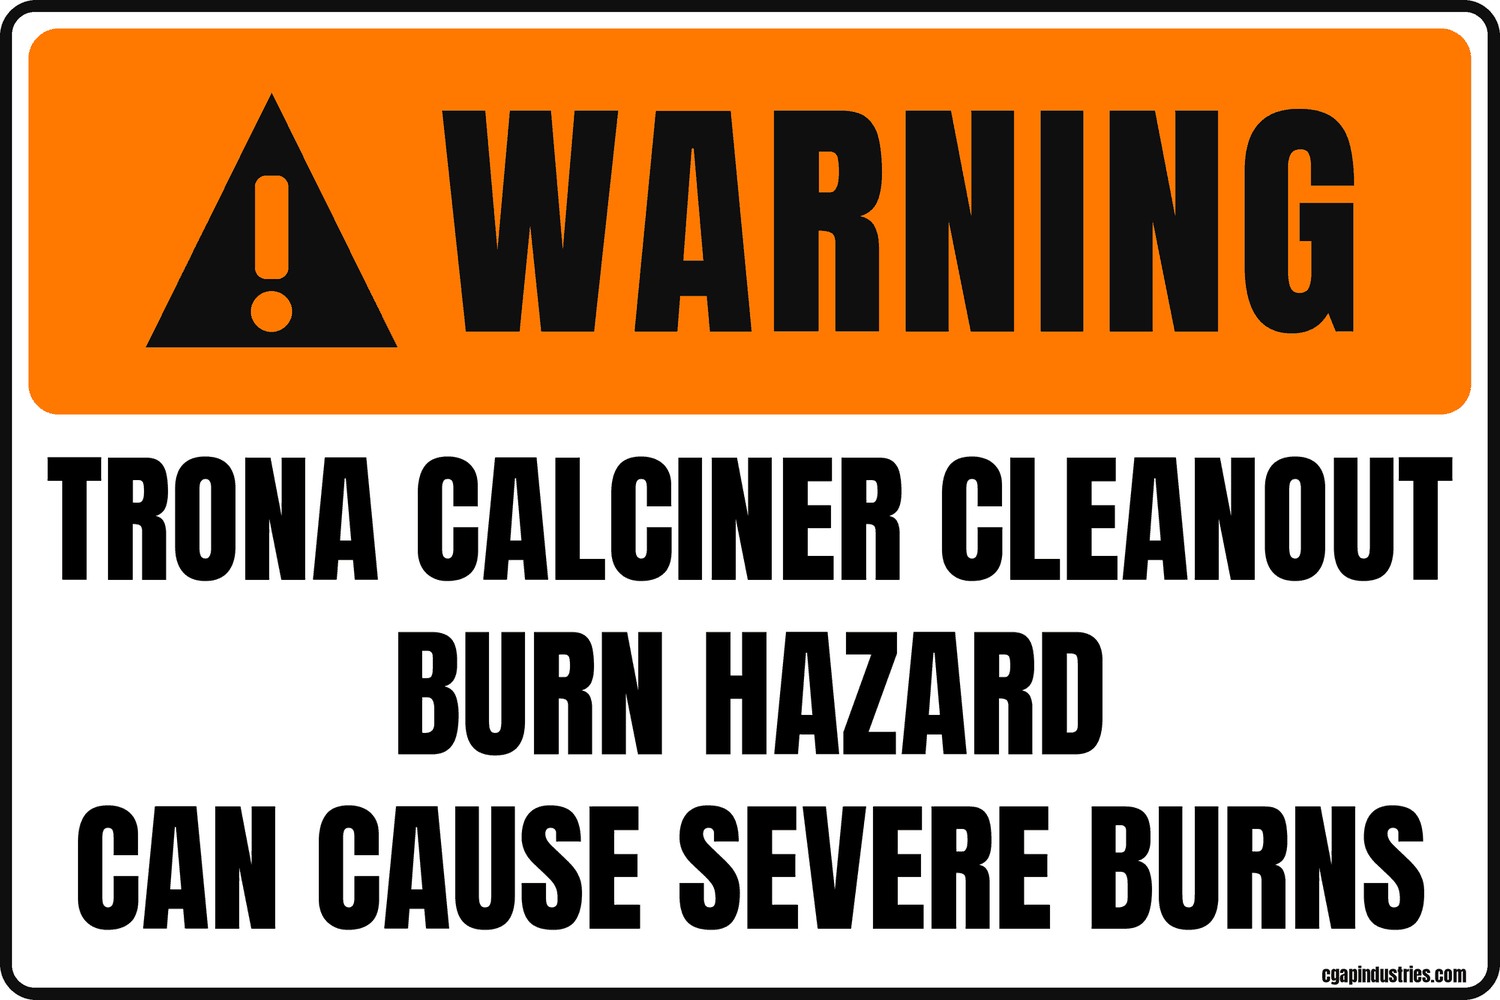 WARNING
TRONA CALCINER CLEANOUT
BURN HAZARD
CAN CAUSE SEVERE BURNS
cgapindustries.com